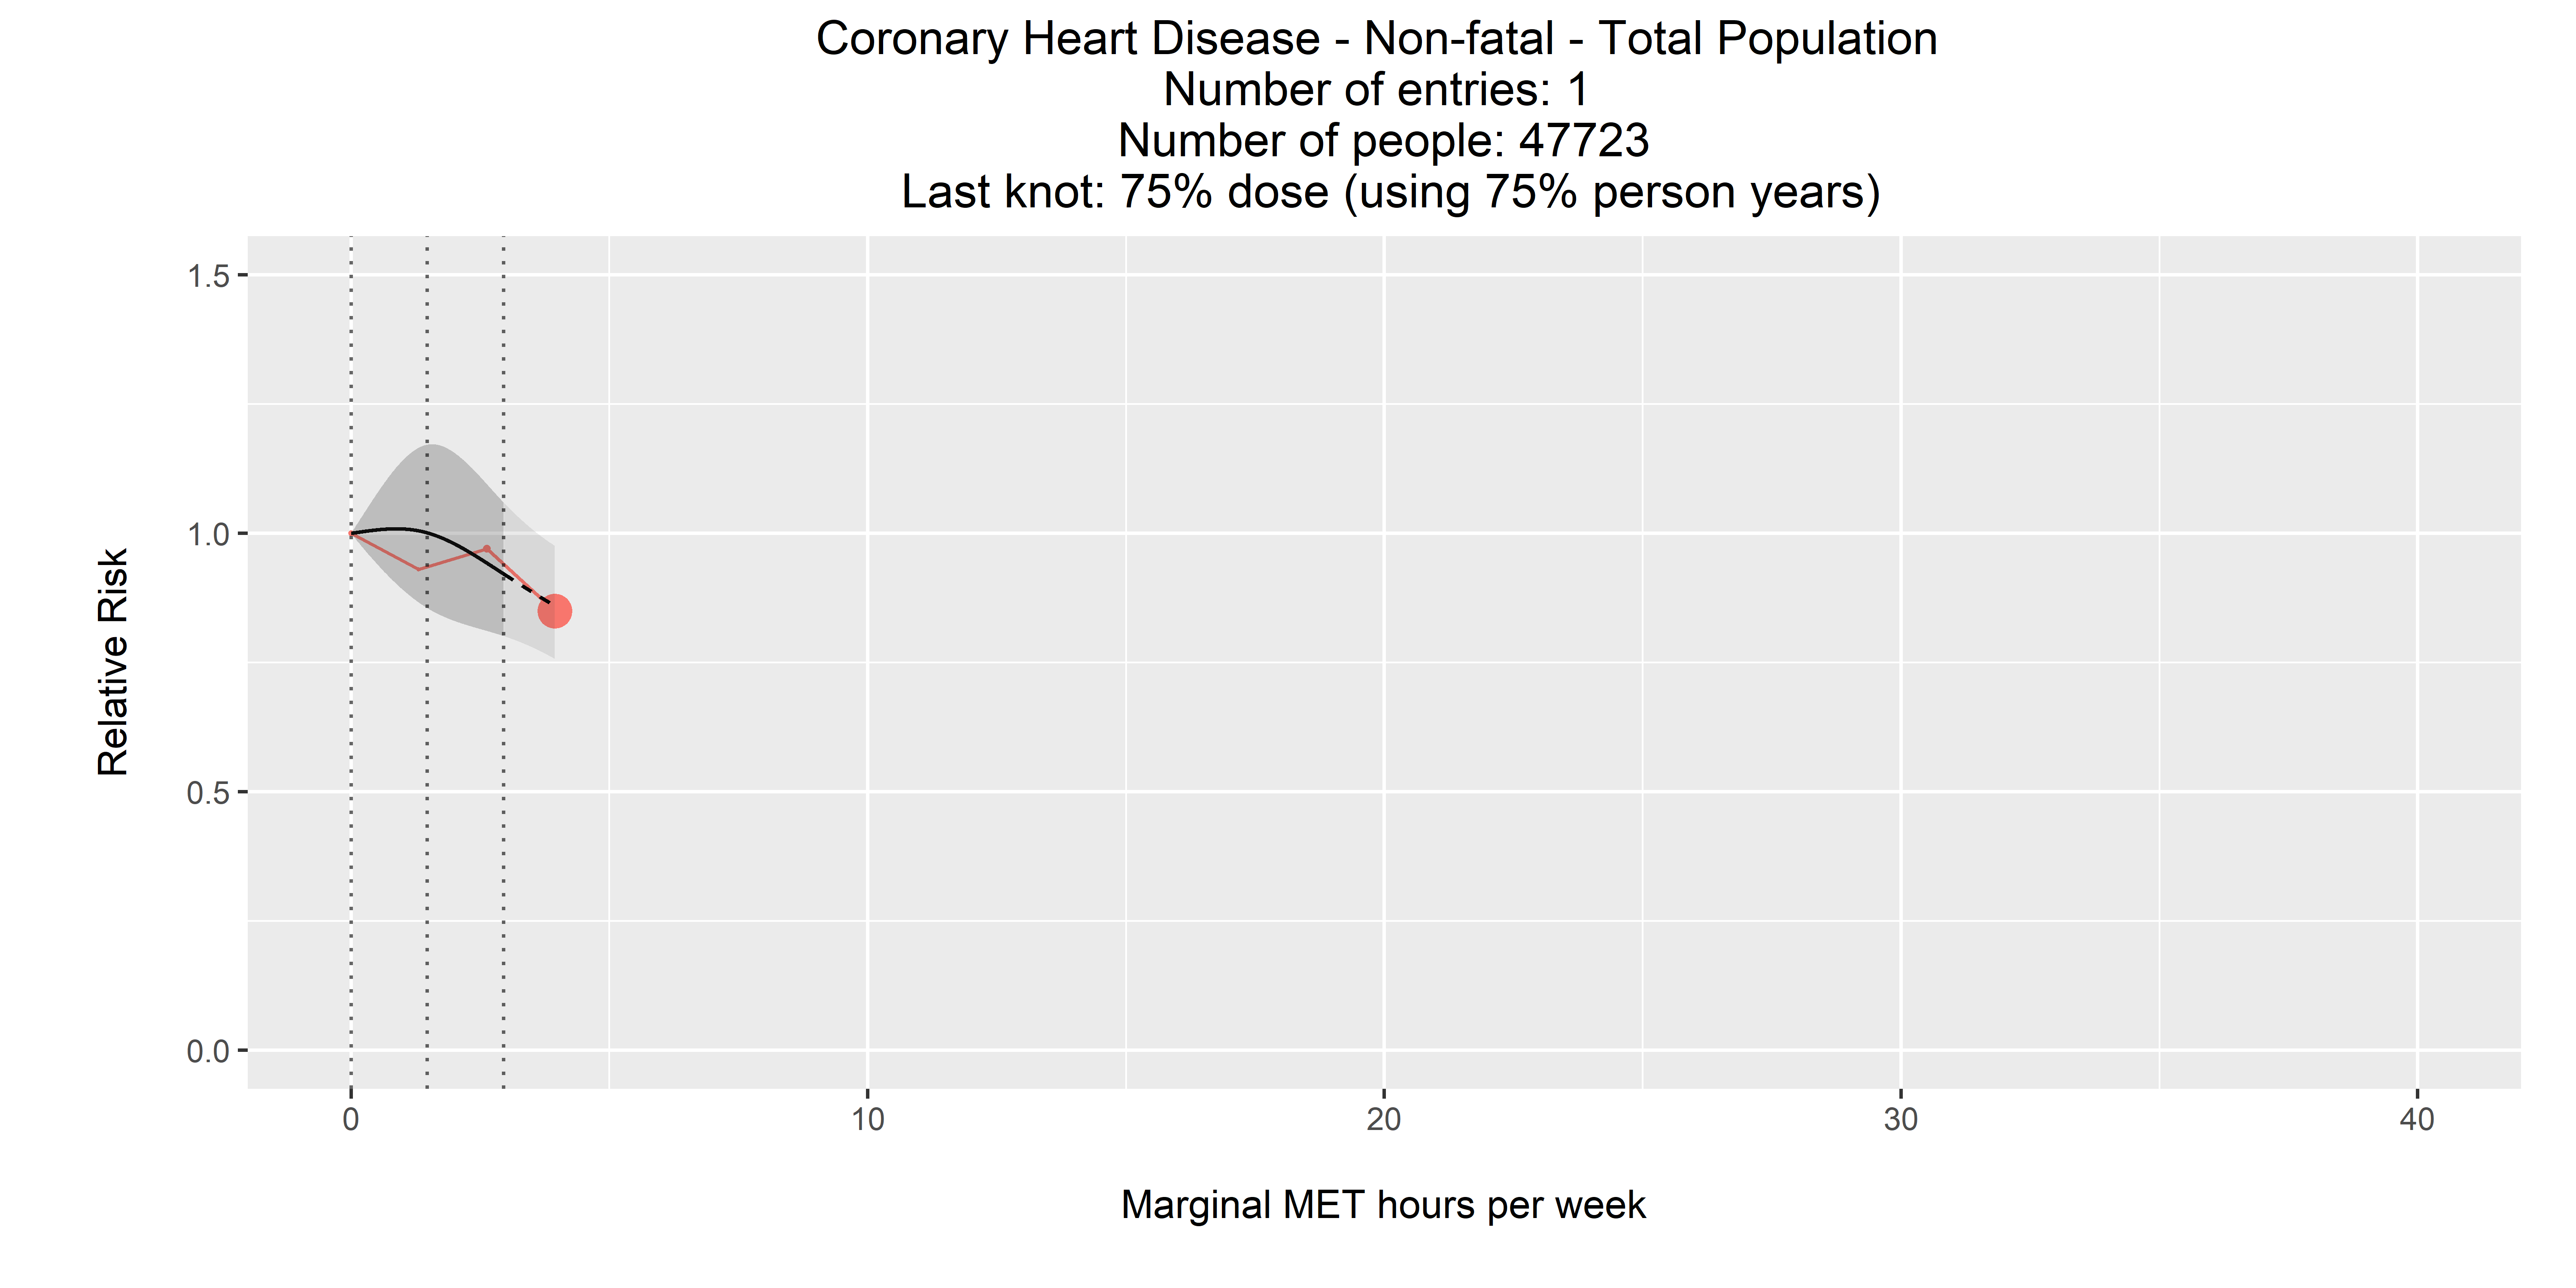 Coronary Heart Disease - Non-fatal - Total Population
Number of entries: 1
Number of people: 47723
Last knot: 75% dose (using 75% person years)
1.5
1.0
0.5
0.0
Relative Risk
0
10
20
30
40
Marginal MET hours per week